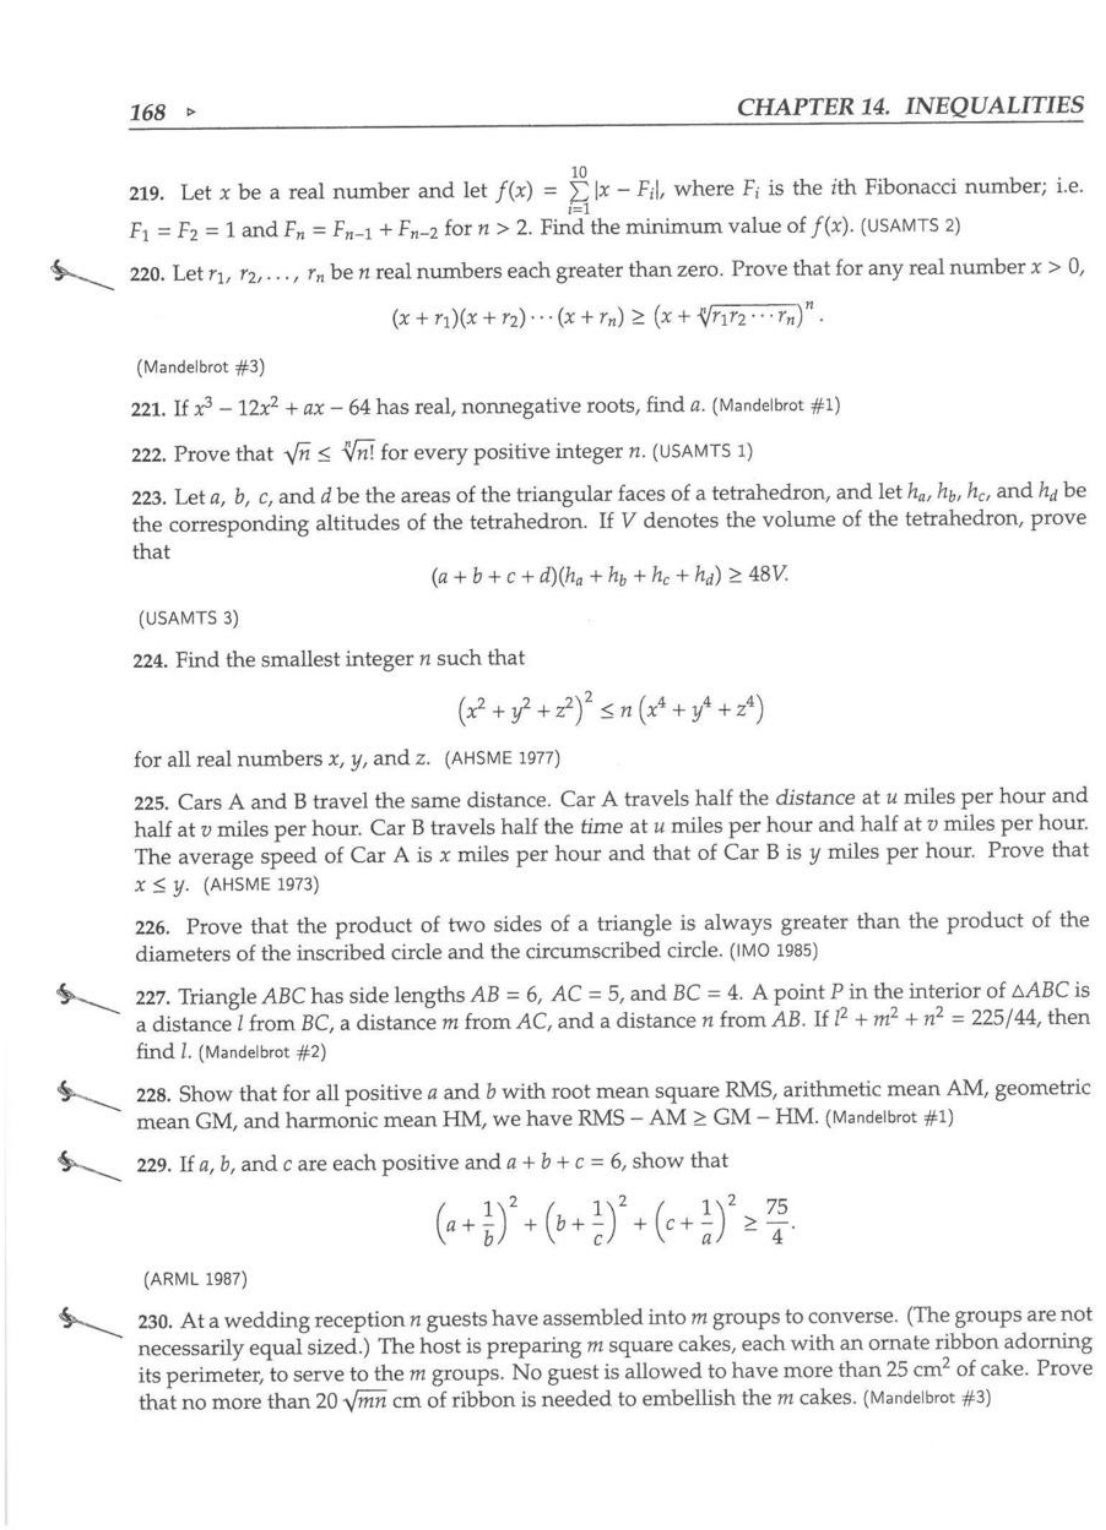 168 ▷ CHAPTER 14. INEQUALITIES
219. Let x be a real number and let f(x) = \sum_{i=1}^{10} |x − F_i|, where F_i is the ith Fibonacci number; i.e.
F_1 = F_2 = 1 and F_n = F_{n−1} + F_{n−2} for n > 2. Find the minimum value of f(x). (USAMTS 2)
220. Let r_1, r_2, . . . , r_n be n real numbers each greater than zero. Prove that for any real number x > 0,
(x + r_1)(x + r_2) · · · (x + r_n) ≥ (x + \sqrt[n]{r_1 r_2 · · · r_n})^n .
(Mandelbrot #3)
221. If x³ − 12x² + ax − 64 has real, nonnegative roots, find a. (Mandelbrot #1)
222. Prove that √n ≤ \sqrt[n]{n!} for every positive integer n. (USAMTS 1)
223. Let a, b, c, and d be the areas of the triangular faces of a tetrahedron, and let h_a, h_b, h_c, and h_d be
the corresponding altitudes of the tetrahedron. If V denotes the volume of the tetrahedron, prove
that
(a + b + c + d)(h_a + h_b + h_c + h_d) ≥ 48V.
(USAMTS 3)
224. Find the smallest integer n such that
(x² + y² + z²)² ≤ n (x⁴ + y⁴ + z⁴)
for all real numbers x, y, and z. (AHSME 1977)
225. Cars A and B travel the same distance. Car A travels half the distance at u miles per hour and
half at v miles per hour. Car B travels half the time at u miles per hour and half at v miles per hour.
The average speed of Car A is x miles per hour and that of Car B is y miles per hour. Prove that
x ≤ y. (AHSME 1973)
226. Prove that the product of two sides of a triangle is always greater than the product of the
diameters of the inscribed circle and the circumscribed circle. (IMO 1985)
227. Triangle ABC has side lengths AB = 6, AC = 5, and BC = 4. A point P in the interior of △ABC is
a distance l from BC, a distance m from AC, and a distance n from AB. If l² + m² + n² = 225/44, then
find l. (Mandelbrot #2)
228. Show that for all positive a and b with root mean square RMS, arithmetic mean AM, geometric
mean GM, and harmonic mean HM, we have RMS − AM ≥ GM − HM. (Mandelbrot #1)
229. If a, b, and c are each positive and a + b + c = 6, show that
(a + 1/b)² + (b + 1/c)² + (c + 1/a)² ≥ 75/4.
(ARML 1987)
230. At a wedding reception n guests have assembled into m groups to converse. (The groups are not
necessarily equal sized.) The host is preparing m square cakes, each with an ornate ribbon adorning
its perimeter, to serve to the m groups. No guest is allowed to have more than 25 cm² of cake. Prove
that no more than 20 √mn cm of ribbon is needed to embellish the m cakes. (Mandelbrot #3)